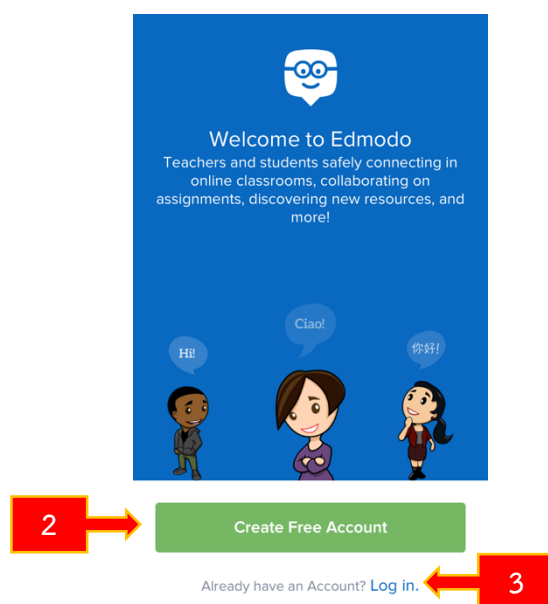 Welcome to Edmodo
Teachers and students safely connecting in
online classrooms, collaborating on
assignments, discovering new resources, and
more!
Ciao!
Hi!
你好!
2
Create Free Account
Already have an Account? Log in.
3